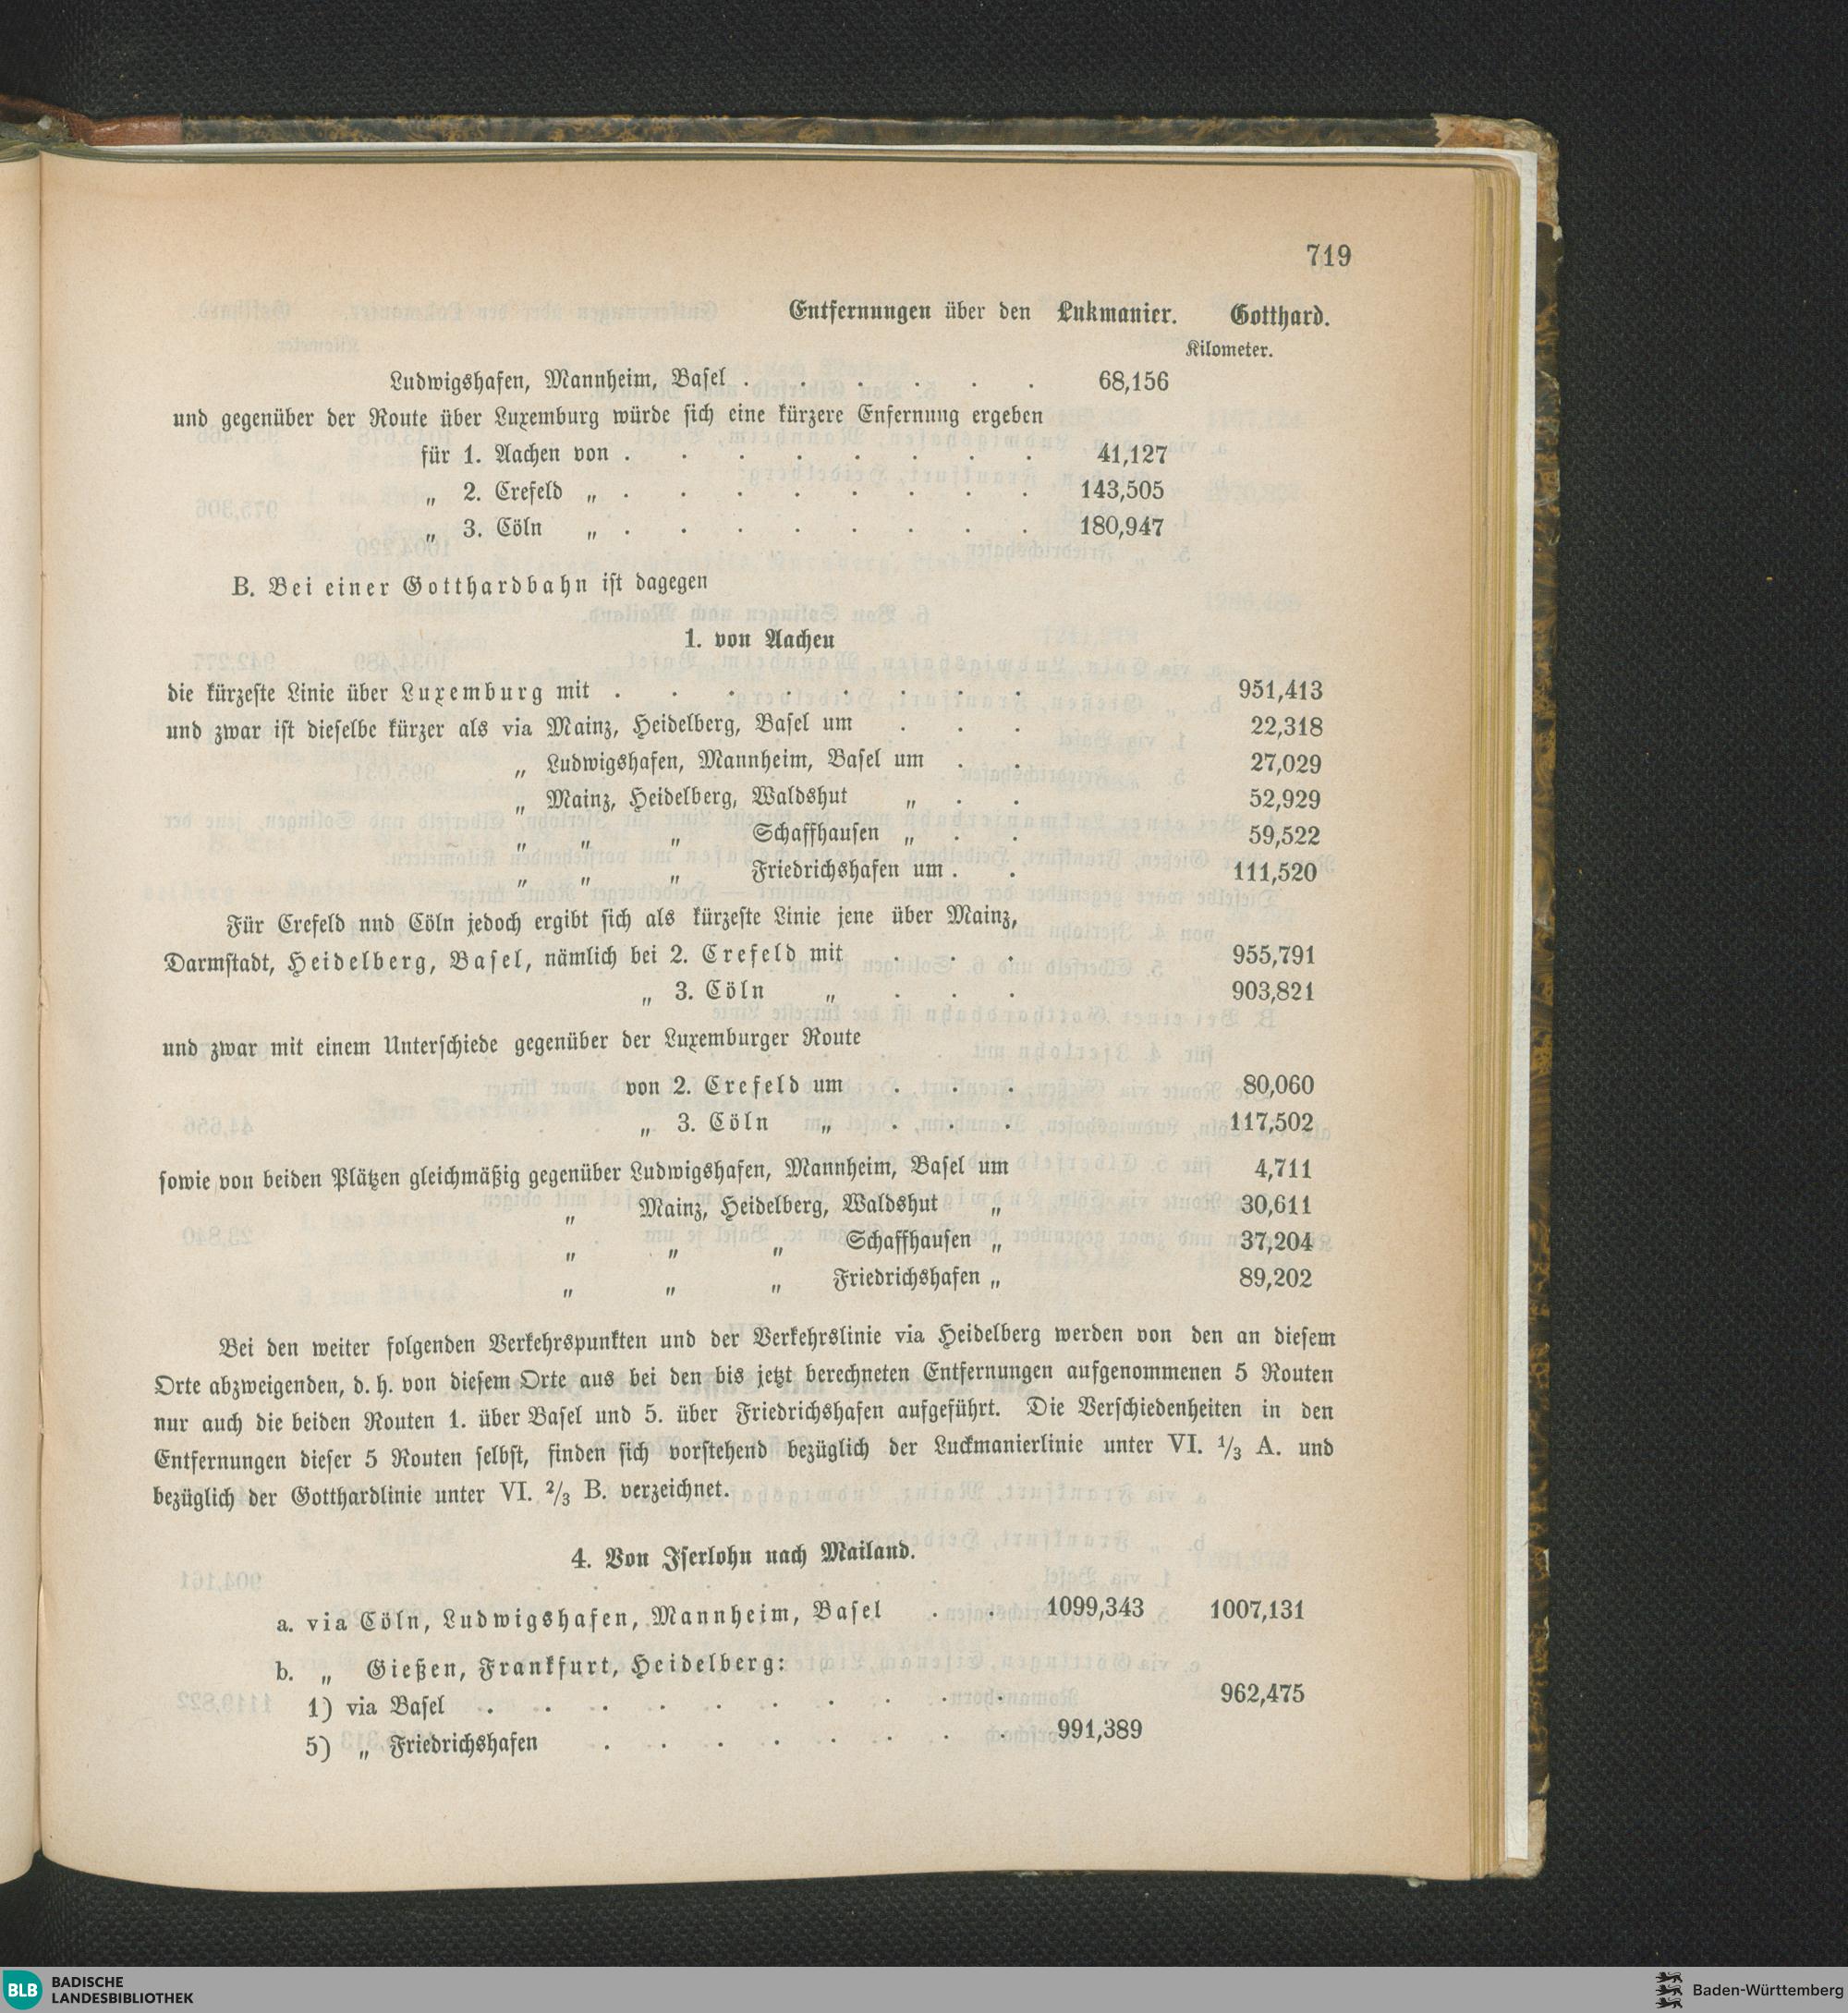 719
Entfernungen über den Lukmanier. Gotthard.
Kilometer.
Ludwigshafen, Mannheim, Basel . . . . . . 68,156
und gegenüber der Route über Luxemburg würde sich eine kürzere Enfernung ergeben
für 1. Aachen von . . . . . . . . 41,127
„ 2. Crefeld „ . . . . . . . . 143,505
„ 3. Cöln „ . . . . . . . . 180,947
B. Bei einer Gotthardbahn ist dagegen
1. von Aachen
die kürzeste Linie über Luxemburg mit . . . . . . . . 951,413
und zwar ist dieselbe kürzer als via Mainz, Heidelberg, Basel um . . . 22,318
„ Ludwigshafen, Mannheim, Basel um . . 27,029
„ Mainz, Heidelberg, Waldshut „ . . 52,929
„ „ „ Schaffhausen „ . . 59,522
„ „ „ Friedrichshafen um . . 111,520
Für Crefeld nnd Cöln jedoch ergibt sich als kürzeste Linie jene über Mainz,
Darmstadt, Heidelberg, Basel, nämlich bei 2. Crefeld mit . . . 955,791
„ 3. Cöln „ . . . 903,821
und zwar mit einem Unterschiede gegenüber der Luxemburger Route
von 2. Crefeld um . . . 80,060
„ 3. Cöln „ . . . 117,502
sowie von beiden Plätzen gleichmäßig gegenüber Ludwigshafen, Mannheim, Basel um 4,711
„ Mainz, Heidelberg, Waldshut „ 30,611
„ „ „ Schaffhausen „ 37,204
„ „ „ Friedrichshafen „ 89,202
Bei den weiter folgenden Verkehrspunkten und der Verkehrslinie via Heidelberg werden von den an diesem
Orte abzweigenden, d. h. von diesem Orte aus bei den bis jetzt berechneten Entfernungen aufgenommenen 5 Routen
nur auch die beiden Routen 1. über Basel und 5. über Friedrichshafen aufgeführt. Die Verschiedenheiten in den
Entfernungen dieser 5 Routen selbst, finden sich vorstehend bezüglich der Luckmanierlinie unter VI. 1/3 A. und
bezüglich der Gotthardlinie unter VI. 2/3 B. verzeichnet.
4. Von Iserlohn nach Mailand.
a. via Cöln, Ludwigshafen, Mannheim, Basel . . 1099,343 1007,131
b. „ Gießen, Frankfurt, Heidelberg:
1) via Basel . . . . . . . . . . 962,475
5) „ Friedrichshafen . . . . . . . . 991,389
BLB BADISCHE
LANDESBIBLIOTHEK
Baden-Württemberg